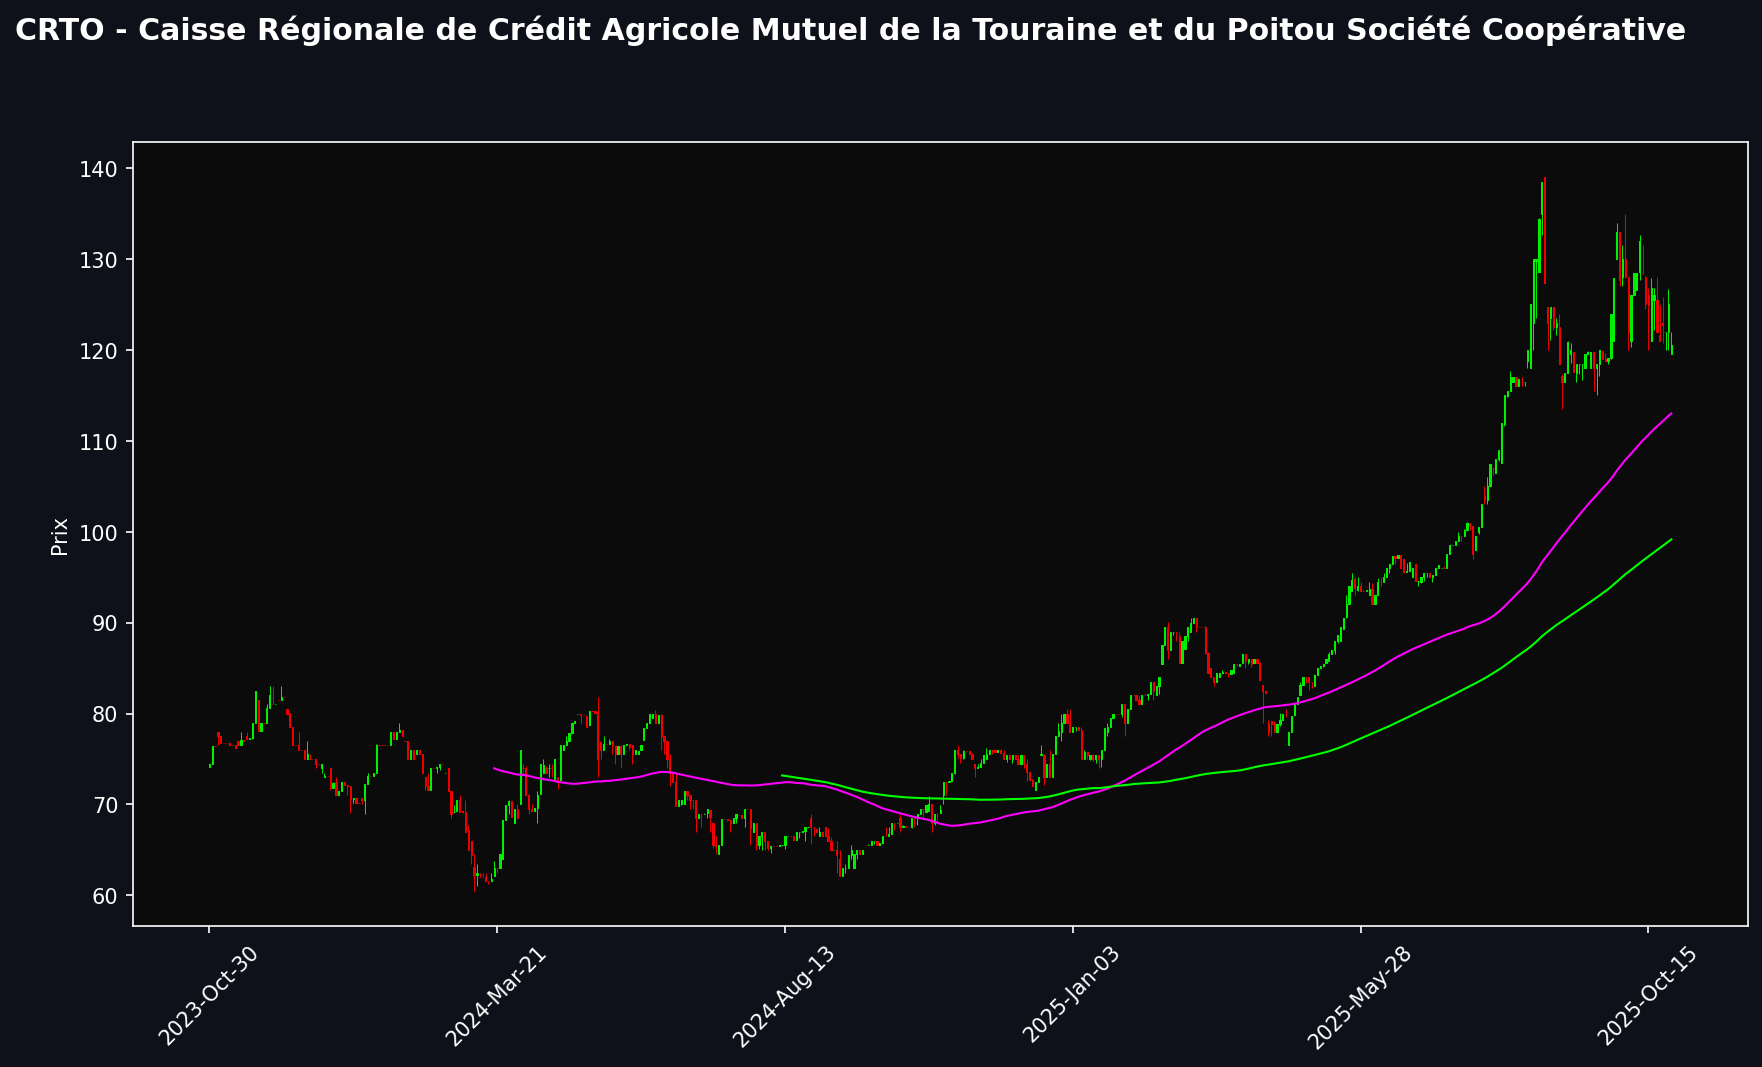 CRTO - Caisse Régionale de Crédit Agricole Mutuel de la Touraine et du Poitou Société Coopérative
140
130
120
110
100
90
80
70
60
Prix
2023-Oct-30
2024-Mar-21
2024-Aug-13
2025-Jan-03
2025-May-28
2025-Oct-15